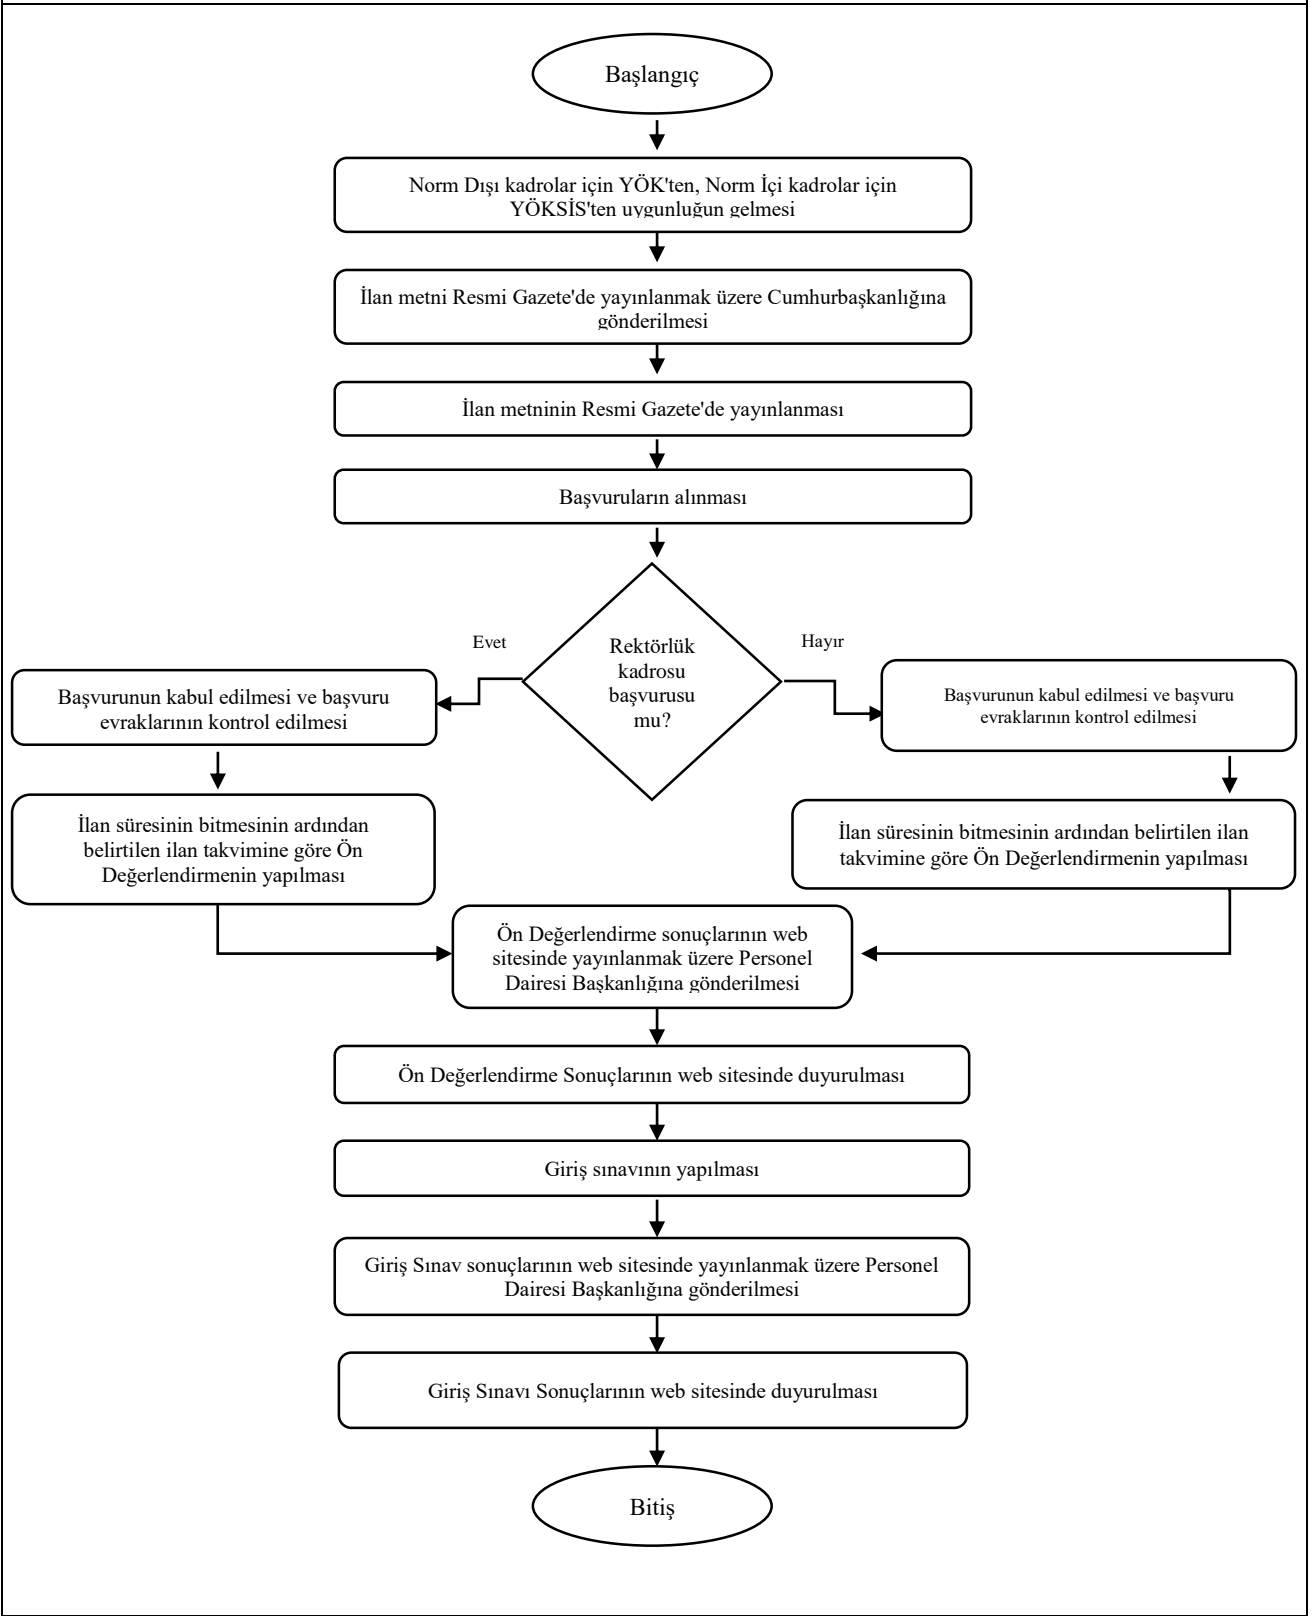 Başlangıç
Norm Dışı kadrolar için YÖK'ten, Norm İçi kadrolar için
YÖKSİS'ten uygunluğun gelmesi
İlan metni Resmi Gazete'de yayınlanmak üzere Cumhurbaşkanlığına
gönderilmesi
İlan metninin Resmi Gazete'de yayınlanması
Başvuruların alınması
Evet
Rektörlük
kadrosu
başvurusu
mu?
Hayır
Başvurunun kabul edilmesi ve başvuru
evraklarının kontrol edilmesi
Başvurunun kabul edilmesi ve başvuru
evraklarının kontrol edilmesi
İlan süresinin bitmesinin ardından
belirtilen ilan takvimine göre Ön
Değerlendirmenin yapılması
İlan süresinin bitmesinin ardından belirtilen ilan
takvimine göre Ön Değerlendirmenin yapılması
Ön Değerlendirme sonuçlarının web
sitesinde yayınlanmak üzere Personel
Dairesi Başkanlığına gönderilmesi
Ön Değerlendirme Sonuçlarının web sitesinde duyurulması
Giriş sınavının yapılması
Giriş Sınav sonuçlarının web sitesinde yayınlanmak üzere Personel
Dairesi Başkanlığına gönderilmesi
Giriş Sınavı Sonuçlarının web sitesinde duyurulması
Bitiş